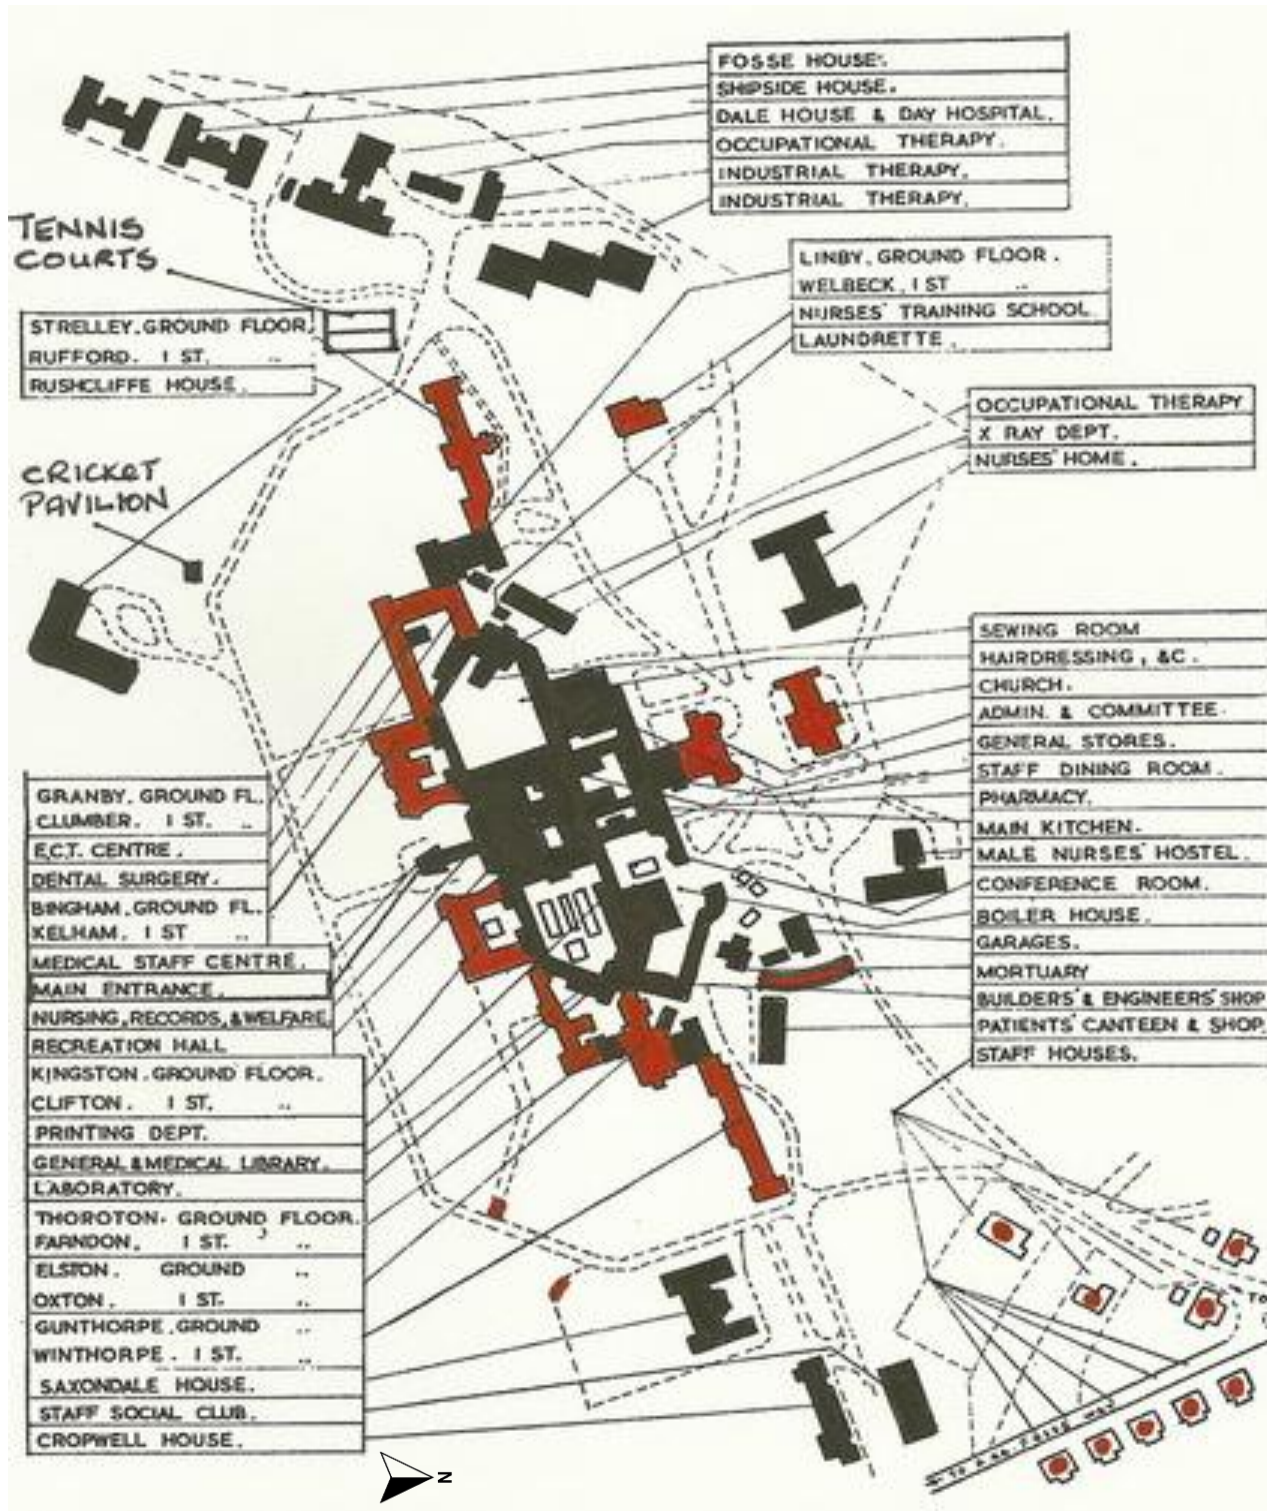 FOSSE HOUSE.
SHIPSIDE HOUSE.
DALE HOUSE & DAY HOSPITAL.
OCCUPATIONAL THERAPY.
INDUSTRIAL THERAPY.
INDUSTRIAL THERAPY.
TENNIS
COURTS
LINBY. GROUND FLOOR.
WELBECK. 1 ST ..
NURSES' TRAINING SCHOOL
LAUNDRETTE.
STRELLEY. GROUND FLOOR.
RUFFORD. 1 ST. ..
RUSHCLIFFE HOUSE.
OCCUPATIONAL THERAPY
X RAY DEPT.
NURSES' HOME.
CRICKET
PAVILION
SEWING ROOM
HAIRDRESSING, &C.
CHURCH.
ADMIN. & COMMITTEE.
GENERAL STORES.
STAFF DINING ROOM.
PHARMACY.
MAIN KITCHEN.
MALE NURSES' HOSTEL.
CONFERENCE ROOM.
BOILER HOUSE.
GARAGES.
MORTUARY
BUILDERS' & ENGINEERS' SHOP
PATIENTS' CANTEEN & SHOP.
STAFF HOUSES.
GRANBY. GROUND FL.
CLUMBER. 1 ST. ..
E.C.T. CENTRE.
DENTAL SURGERY.
BINGHAM. GROUND FL.
KELHAM. 1 ST ..
MEDICAL STAFF CENTRE.
MAIN ENTRANCE.
NURSING, RECORDS, & WELFARE
RECREATION HALL
KINGSTON. GROUND FLOOR.
CLIFTON. 1 ST. ..
PRINTING DEPT.
GENERAL & MEDICAL LIBRARY.
LABORATORY.
THOROTON. GROUND FLOOR.
FARNDON. 1 ST. ..
ELSTON. GROUND ..
OXTON. 1 ST. ..
GUNTHORPE. GROUND ..
WINTHORPE. 1 ST. ..
SAXONDALE HOUSE.
STAFF SOCIAL CLUB.
CROPWELL HOUSE.
TO
TO A.46 FOSSE WAY
N